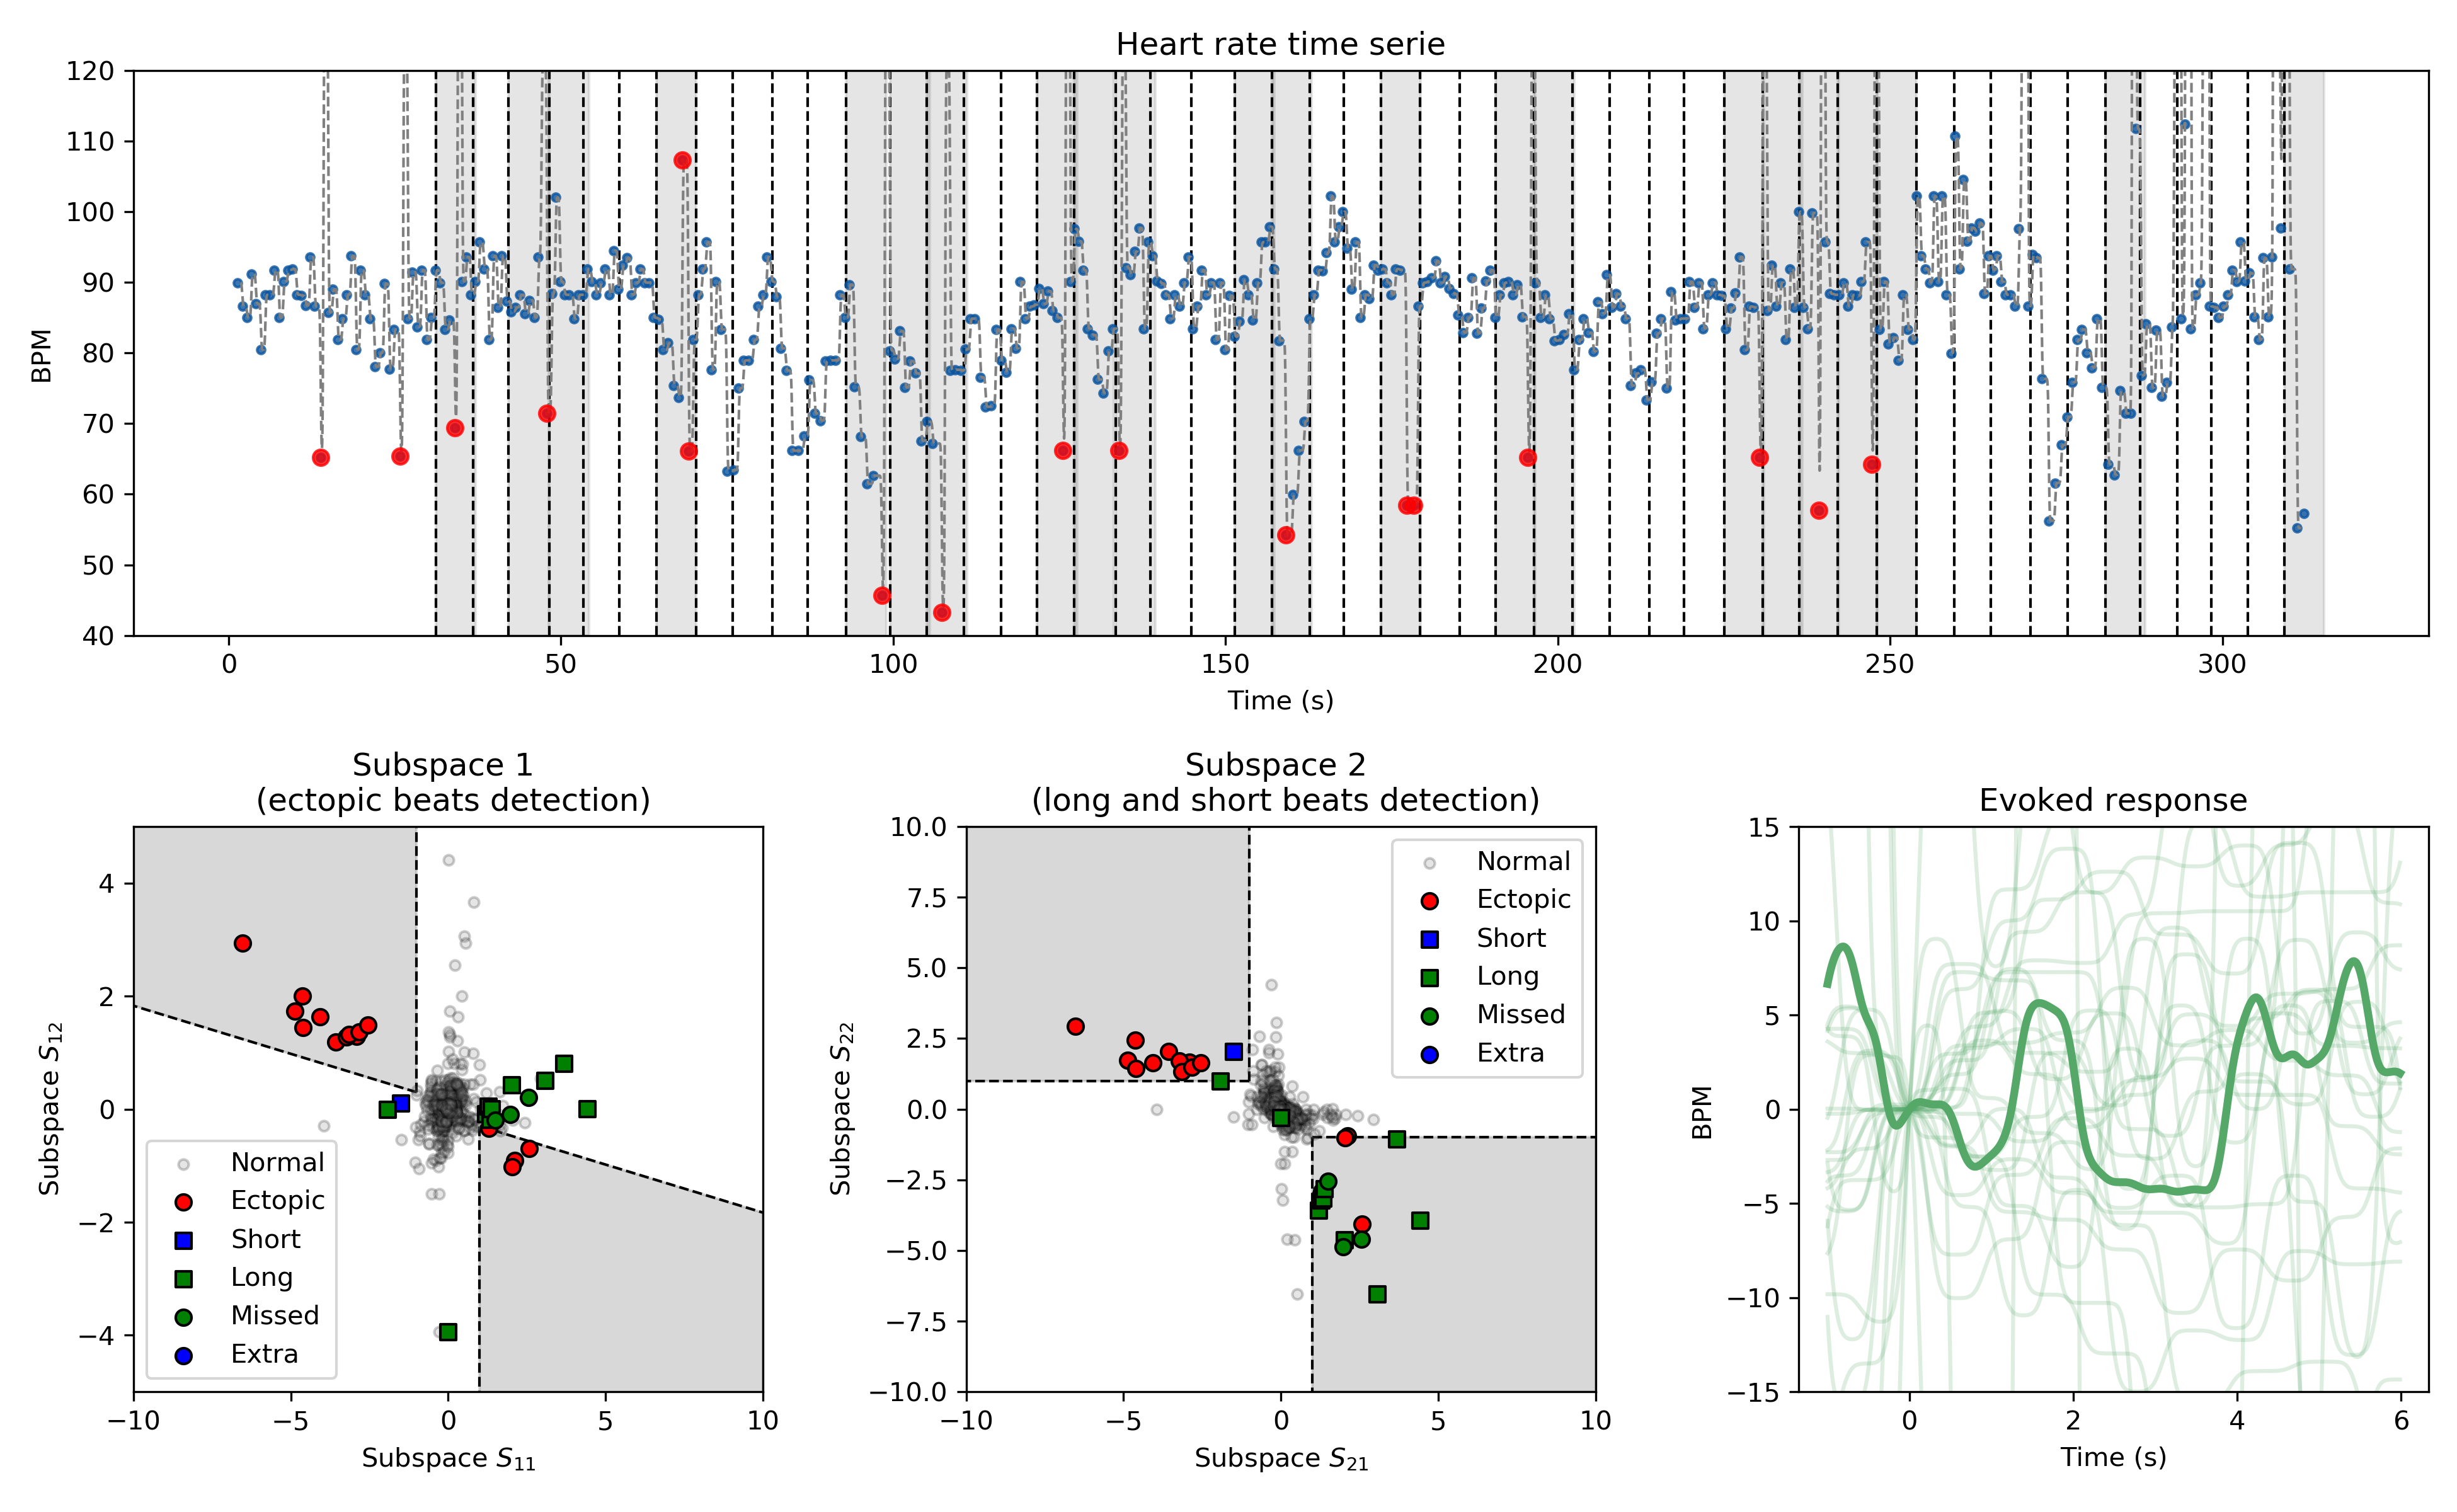 Heart rate time serie
120
110
100
90
80
70
60
50
40
BPM
0 50 100 150 200 250 300
Time (s)
Subspace 1
(ectopic beats detection)
4
2
0
−2
−4
Subspace S₁₂
Normal
Ectopic
Short
Long
Missed
Extra
−10 −5 0 5 10
Subspace S₁₁
Subspace 2
(long and short beats detection)
10.0
7.5
5.0
2.5
0.0
−2.5
−5.0
−7.5
−10.0
Subspace S₂₂
Normal
Ectopic
Short
Long
Missed
Extra
−10 −5 0 5 10
Subspace S₂₁
Evoked response
15
10
5
0
−5
−10
−15
BPM
0 2 4 6
Time (s)